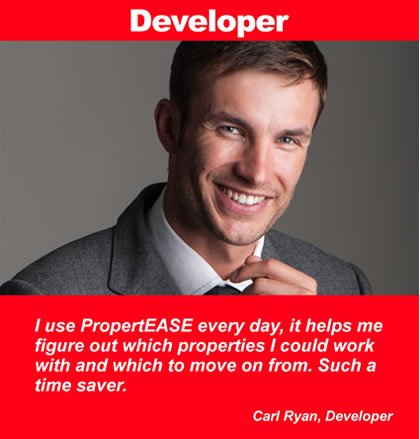 Developer
I use PropertEASE every day, it helps me
figure out which properties I could work
with and which to move on from. Such a
time saver.
Carl Ryan, Developer